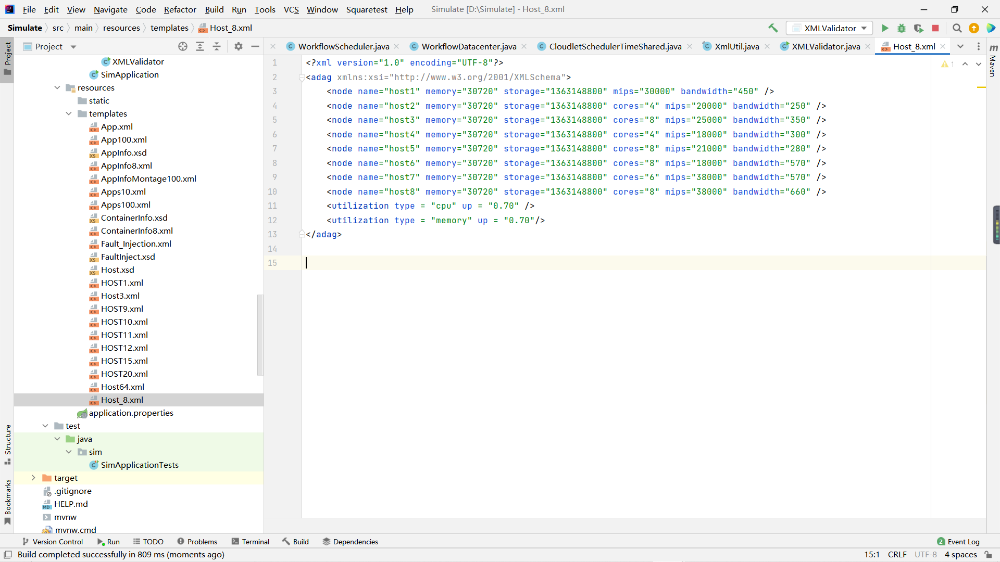 File Edit View Navigate Code Refactor Build Run Tools VCS Window Squaretest Help Simulate [D:\Simulate] - Host_8.xml
Simulate src main resources templates Host_8.xml XMLValidator
Project
WorkflowScheduler.java WorkflowDatacenter.java CloudletSchedulerTimeShared.java XmlUtil.java XMLValidator.java Host_8.xml
Project
Structure
Bookmarks
XMLValidator
SimApplication
resources
static
templates
App.xml
App100.xml
AppInfo.xsd
AppInfo8.xml
AppInfoMontage100.xml
Apps10.xml
Apps100.xml
ContainerInfo.xsd
ContainerInfo8.xml
Fault_Injection.xml
FaultInject.xsd
Host.xsd
HOST1.xml
Host3.xml
HOST9.xml
HOST10.xml
HOST11.xml
HOST12.xml
HOST15.xml
HOST20.xml
Host64.xml
Host_8.xml
application.properties
test
java
sim
SimApplicationTests
target
.gitignore
HELP.md
mvnw
mvnw.cmd
1 <?xml version="1.0" encoding="UTF-8"?>
2 <adag xmlns:xsi="http://www.w3.org/2001/XMLSchema">
3 <node name="host1" memory="30720" storage="1363148800" mips="30000" bandwidth="450" />
4 <node name="host2" memory="30720" storage="1363148800" cores="4" mips="20000" bandwidth="250" />
5 <node name="host3" memory="30720" storage="1363148800" cores="8" mips="25000" bandwidth="350" />
6 <node name="host4" memory="30720" storage="1363148800" cores="4" mips="18000" bandwidth="300" />
7 <node name="host5" memory="30720" storage="1363148800" cores="8" mips="21000" bandwidth="280" />
8 <node name="host6" memory="30720" storage="1363148800" cores="8" mips="18000" bandwidth="570" />
9 <node name="host7" memory="30720" storage="1363148800" cores="6" mips="38000" bandwidth="570" />
10 <node name="host8" memory="30720" storage="1363148800" cores="8" mips="38000" bandwidth="660" />
11 <utilization type = "cpu" up = "0.70" />
12 <utilization type = "memory" up = "0.70"/>
13 </adag>
14
15
1
m Maven
Version Control Run TODO Problems Terminal Build Dependencies 2 Event Log
Build completed successfully in 809 ms (moments ago) 15:1 CRLF UTF-8 4 spaces